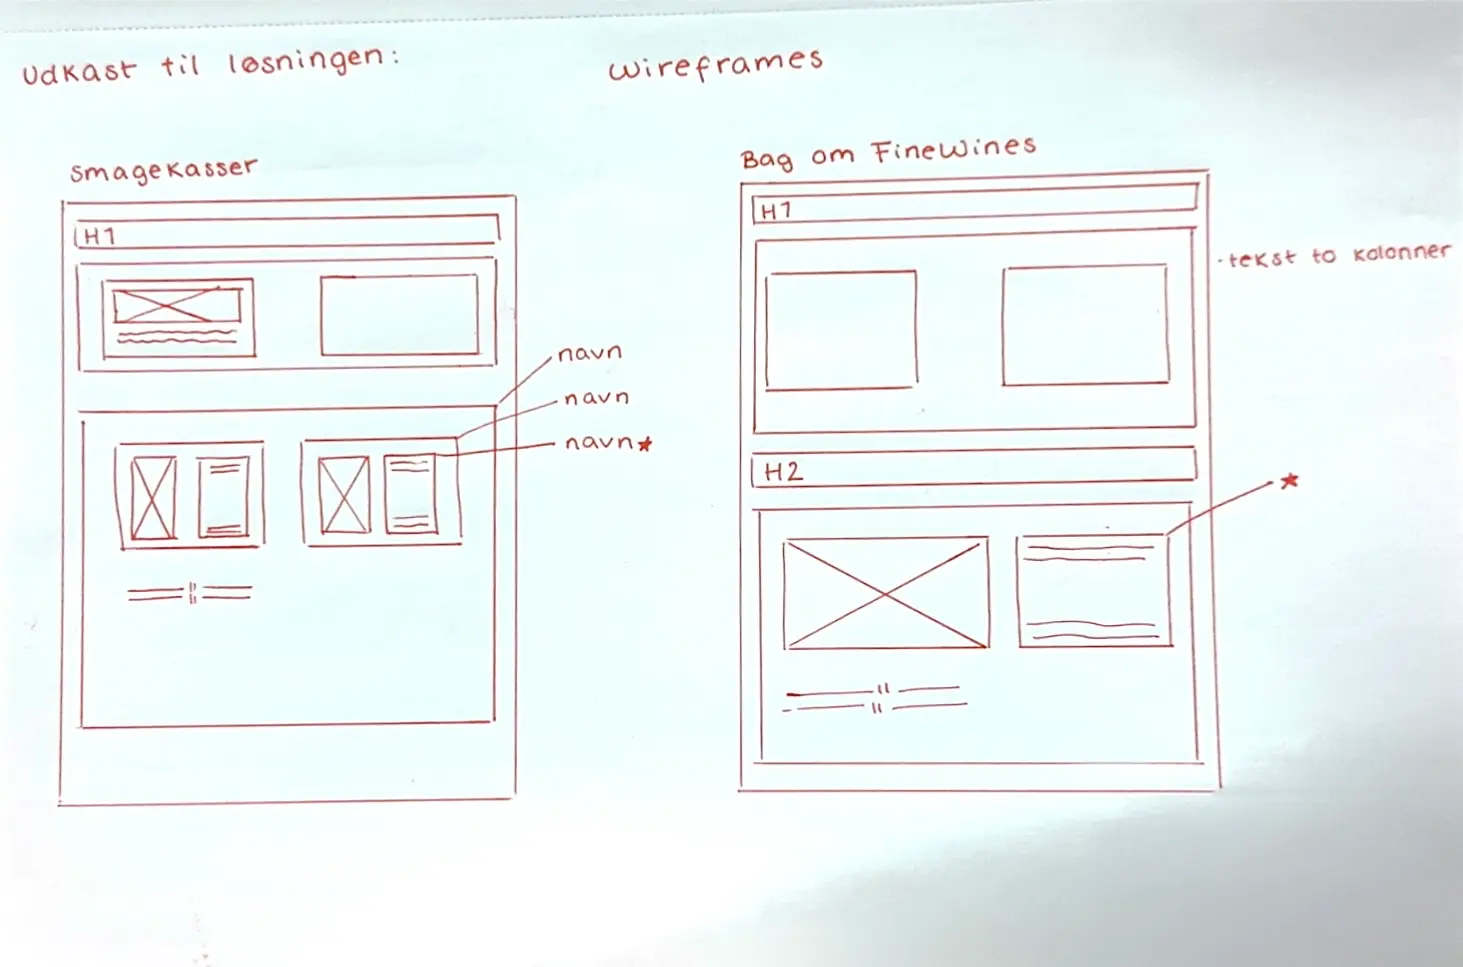 Udkast til løsningen:
Wireframes
Smagekasser
H1
navn
navn
navn★
Bag om FineWines
H1
·tekst to kolonner
H2
★